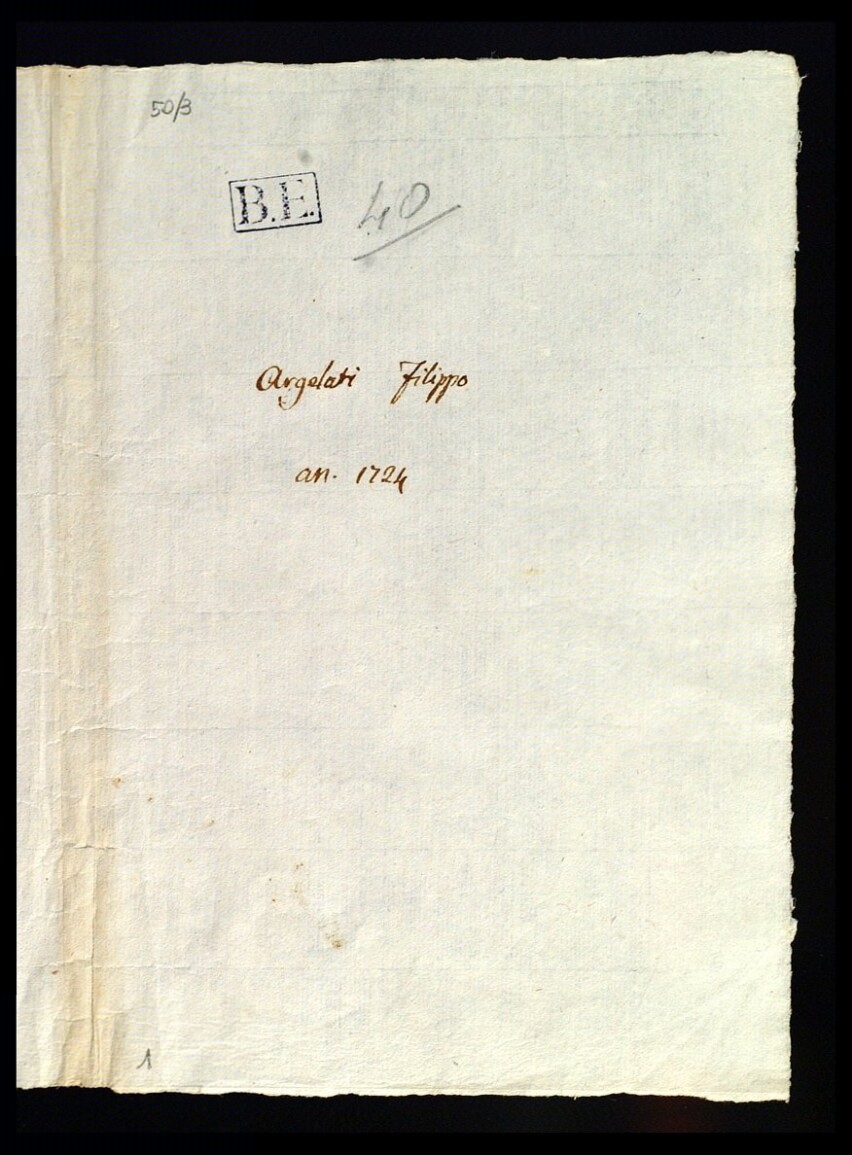 50/3
B.E.
40
Argelati Filippo
an. 1724
1